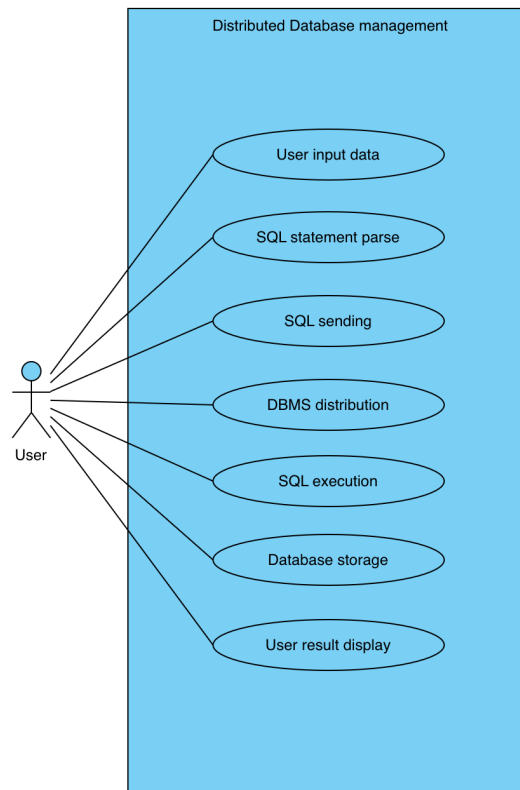 Distributed Database management
User input data
SQL statement parse
SQL sending
DBMS distribution
User
SQL execution
Database storage
User result display